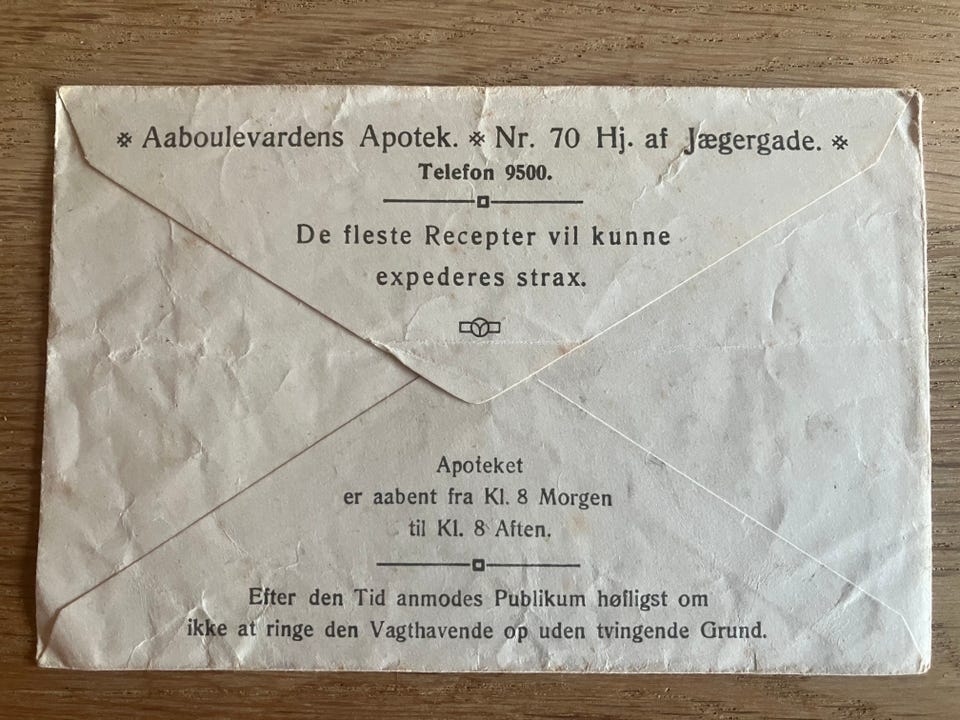 ※ Aaboulevardens Apotek. ※ Nr. 70 Hj. af Jægergade. ※
Telefon 9500.
De fleste Recepter vil kunne
expederes strax.
Apoteket
er aabent fra Kl. 8 Morgen
til Kl. 8 Aften.
Efter den Tid anmodes Publikum høfligst om
ikke at ringe den Vagthavende op uden tvingende Grund.